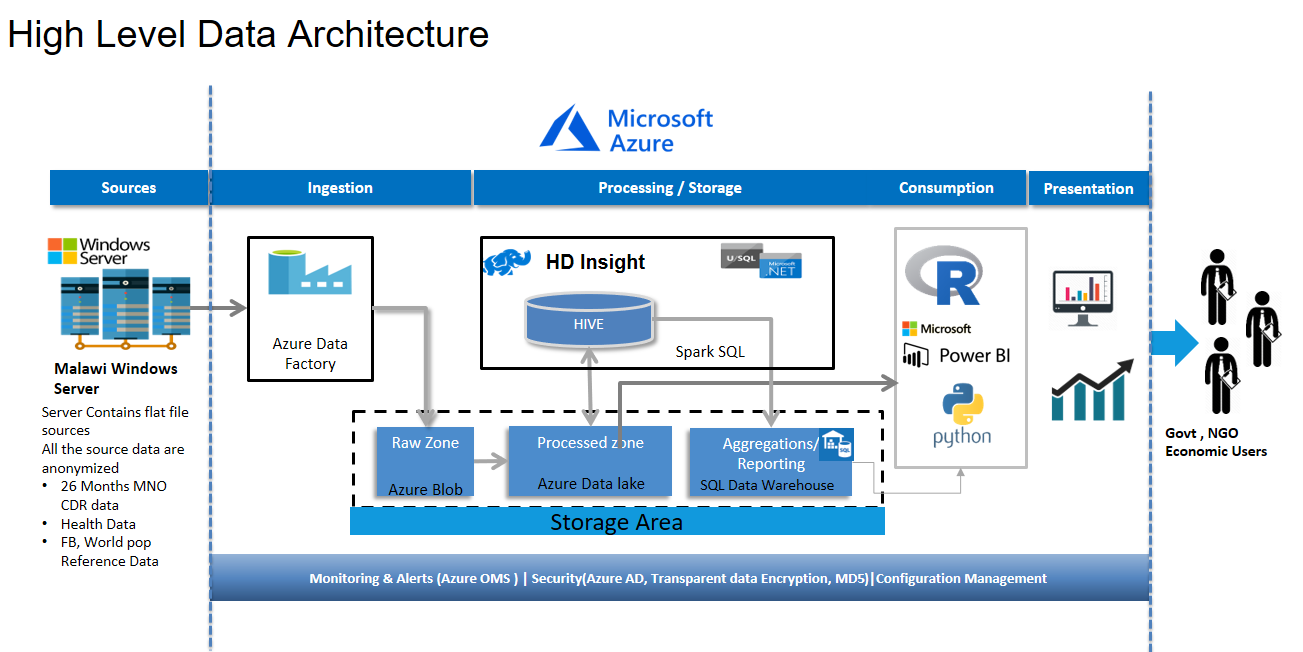 High Level Data Architecture
Microsoft
Azure
Sources
Ingestion
Processing / Storage
Consumption
Presentation
Windows
Server
Malawi Windows
Server
Server Contains flat file
sources
All the source data are
anonymized
• 26 Months MNO
CDR data
• Health Data
• FB, World pop
Reference Data
Azure Data
Factory
HD Insight
U/SQL
Microsoft
.NET
HIVE
Spark SQL
Raw Zone
Azure Blob
Processed zone
Azure Data lake
Aggregations/
Reporting
SQL
SQL Data Warehouse
Storage Area
R
Microsoft
Power BI
python
Govt , NGO
Economic Users
Monitoring & Alerts (Azure OMS ) | Security(Azure AD, Transparent data Encryption, MD5)|Configuration Management